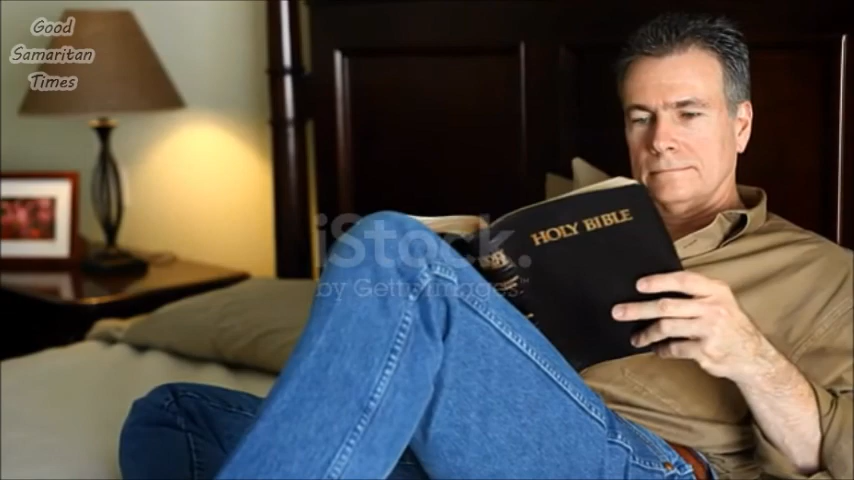 Good
Samaritan
Times
HOLY BIBLE
iStock.
by Getty Images.